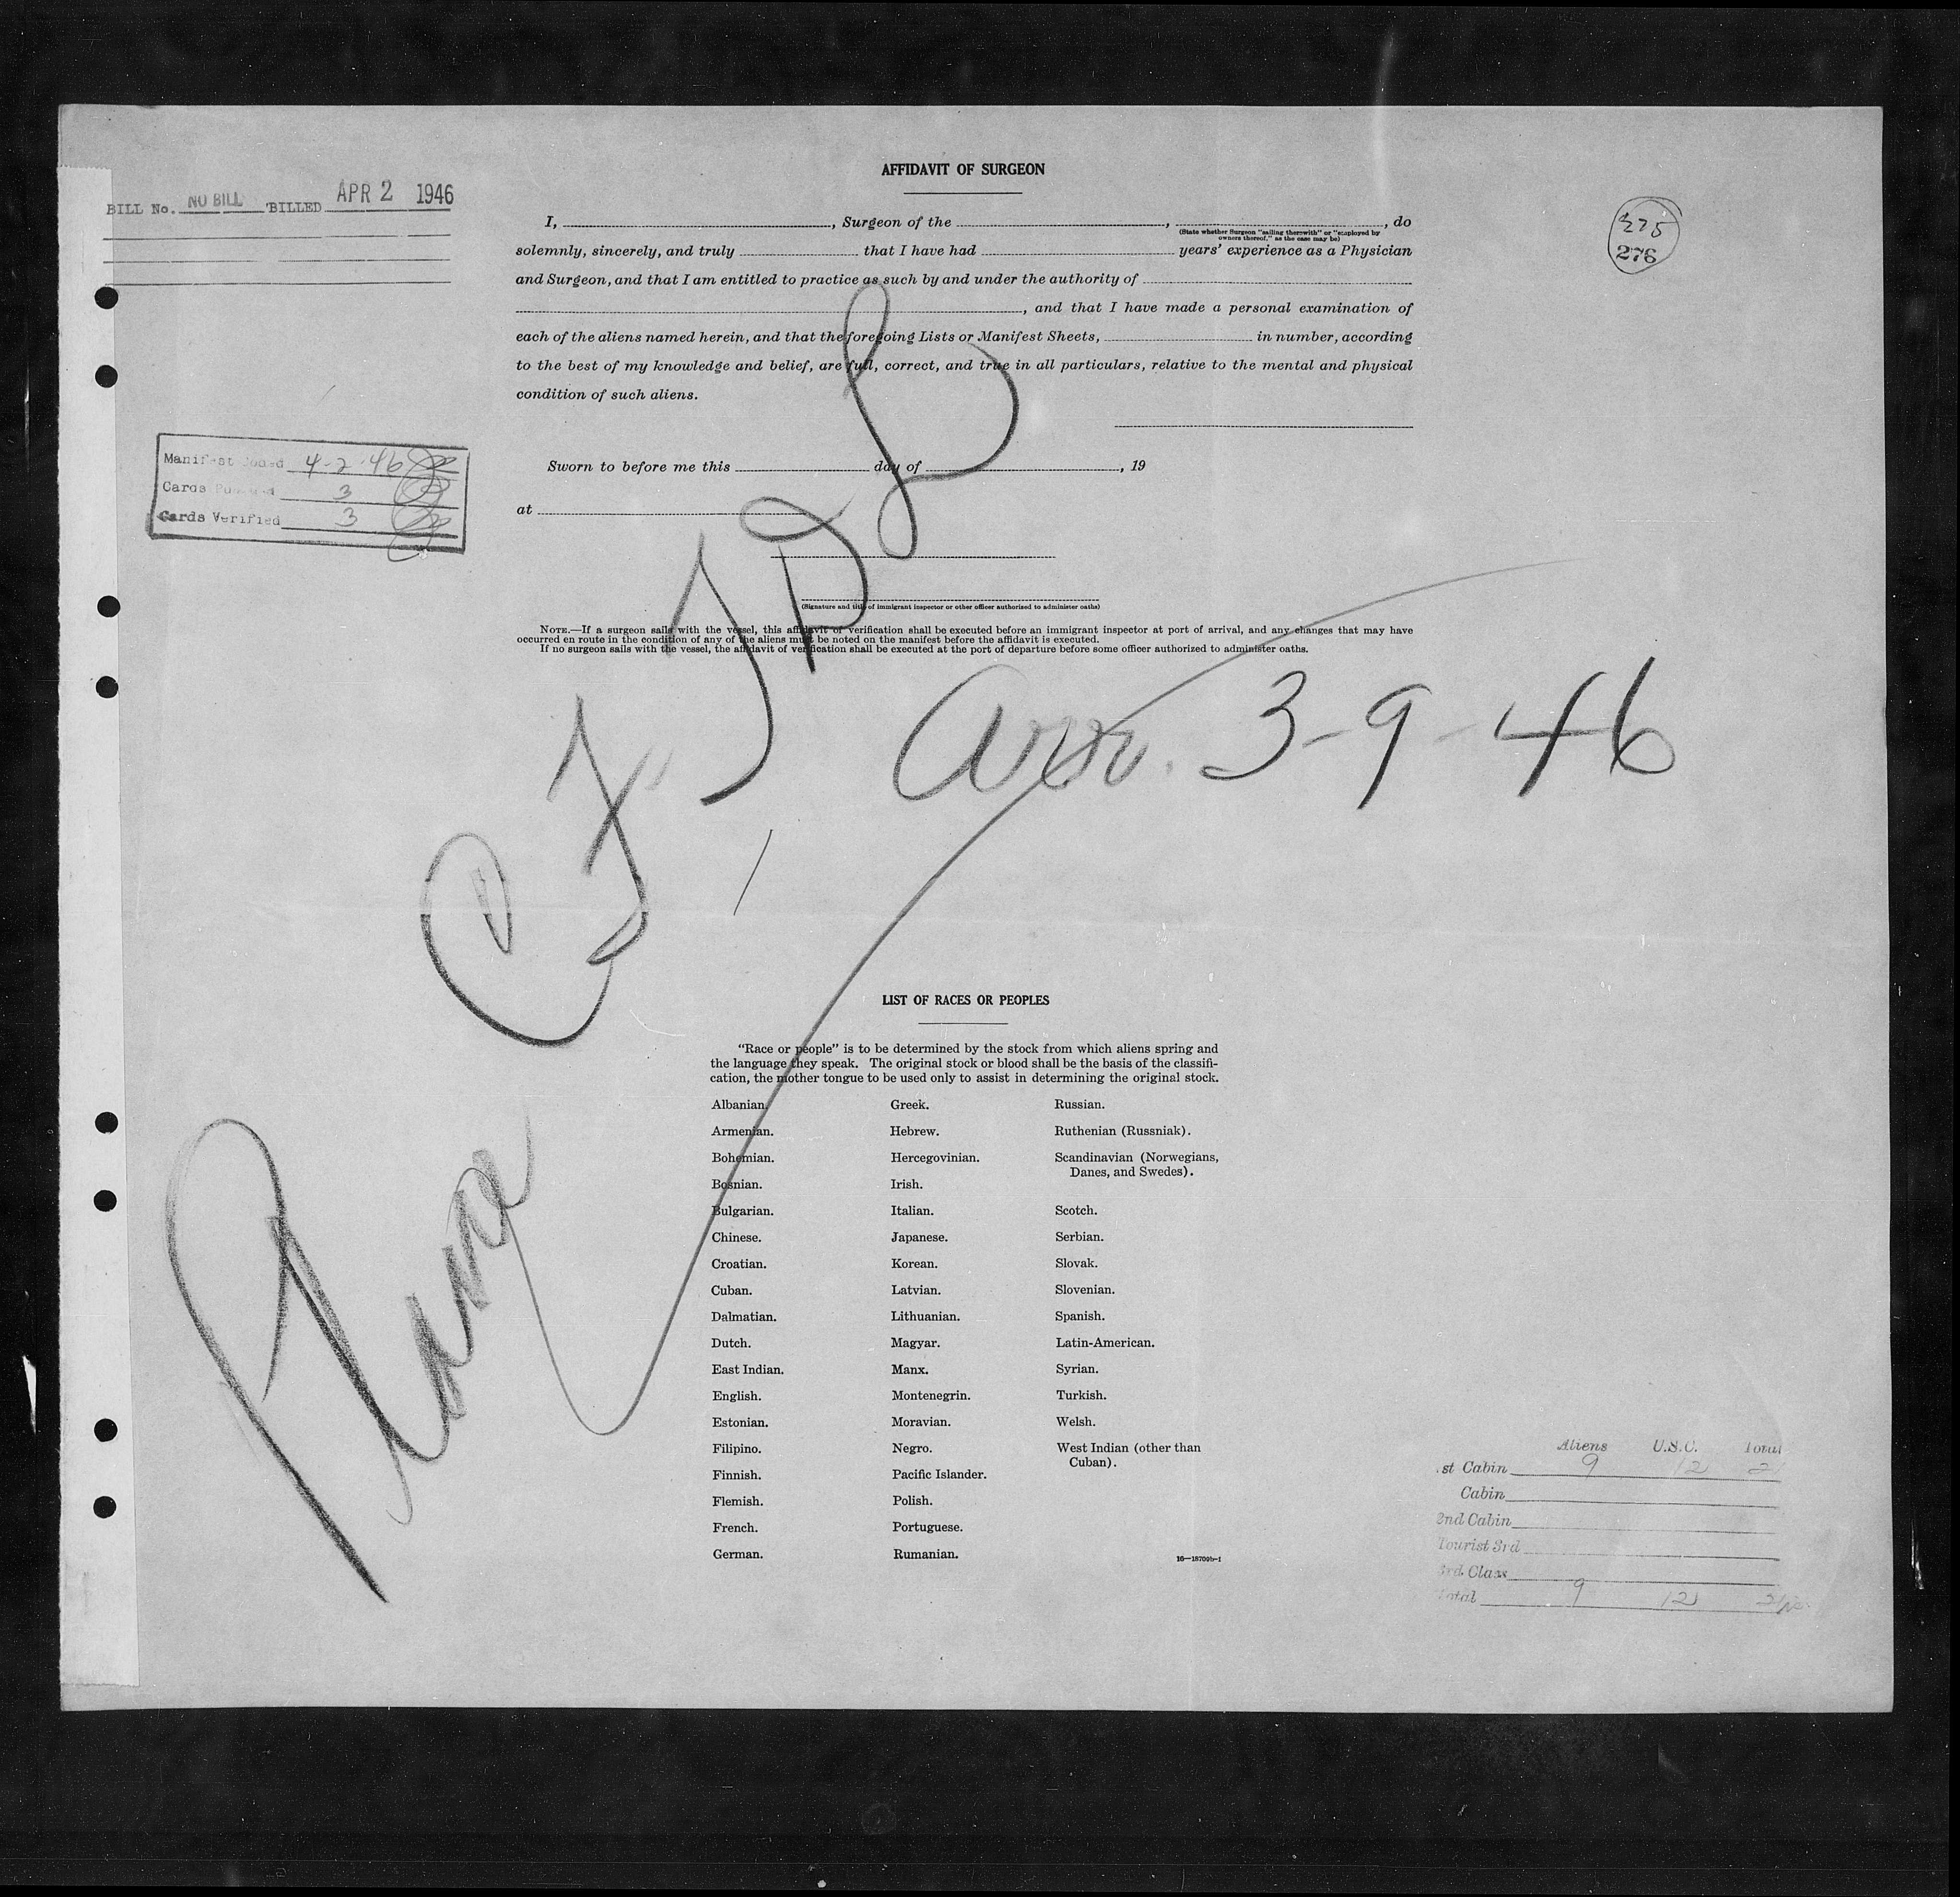 AFFIDAVIT OF SURGEON
BILL No. NO BILL BILLED APR 2 1946
275
276
I, , Surgeon of the , , do
(State whether Surgeon "sailing therewith" or "employed by
owners thereof," as the case may be)
solemnly, sincerely, and truly that I have had years' experience as a Physician
and Surgeon, and that I am entitled to practice as such by and under the authority of
, and that I have made a personal examination of
each of the aliens named herein, and that the foregoing Lists or Manifest Sheets, in number, according
to the best of my knowledge and belief, are full, correct, and true in all particulars, relative to the mental and physical
condition of such aliens.
Manifest Coded 4-2-46
Cards Punched 3
Cards Verified 3
Sworn to before me this day of , 19
at
(Signature and title of immigrant inspector or other officer authorized to administer oaths)
NOTE.—If a surgeon sails with the vessel, this affidavit or verification shall be executed before an immigrant inspector at port of arrival, and any changes that may have
occurred en route in the condition of any of the aliens must be noted on the manifest before the affidavit is executed.
If no surgeon sails with the vessel, the affidavit of verification shall be executed at the port of departure before some officer authorized to administer oaths.
Plane
Arr. 3-9-46
LIST OF RACES OR PEOPLES
"Race or people" is to be determined by the stock from which aliens spring and
the language they speak. The original stock or blood shall be the basis of the classifi-
cation, the mother tongue to be used only to assist in determining the original stock.
Albanian.
Armenian.
Bohemian.
Bosnian.
Bulgarian.
Chinese.
Croatian.
Cuban.
Dalmatian.
Dutch.
East Indian.
English.
Estonian.
Filipino.
Finnish.
Flemish.
French.
German.
Greek.
Hebrew.
Hercegovinian.
Irish.
Italian.
Japanese.
Korean.
Latvian.
Lithuanian.
Magyar.
Manx.
Montenegrin.
Moravian.
Negro.
Pacific Islander.
Polish.
Portuguese.
Rumanian.
Russian.
Ruthenian (Russniak).
Scandinavian (Norwegians,
Danes, and Swedes).
Scotch.
Serbian.
Slovak.
Slovenian.
Spanish.
Latin-American.
Syrian.
Turkish.
Welsh.
West Indian (other than
Cuban).
16—18709b-1
Aliens U.S.C. Total
st Cabin 9 12 21
Cabin
2nd Cabin
Tourist 3rd
3rd Class
Total 9 12 21